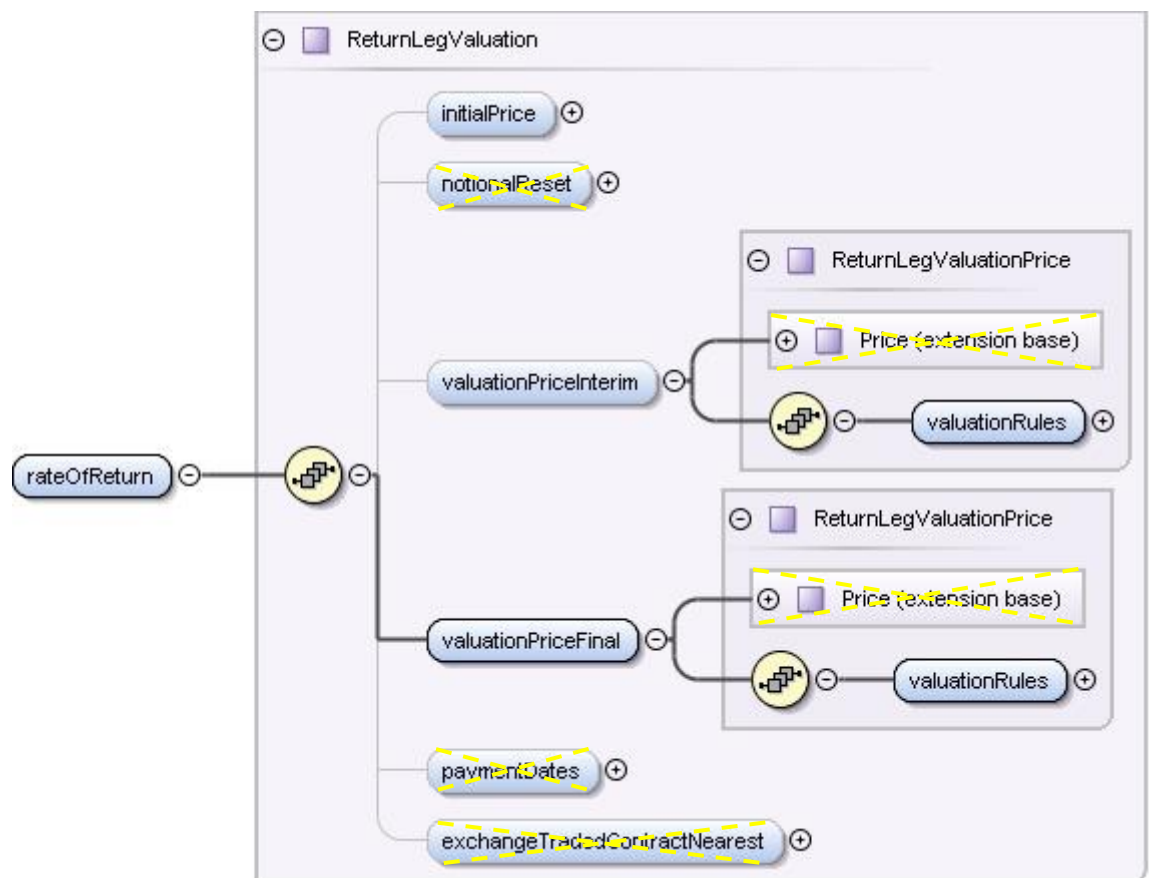 ReturnLegValuation
initialPrice
notionalReset
ReturnLegValuationPrice
Price (extension base)
valuationPriceInterim
valuationRules
rateOfReturn
ReturnLegValuationPrice
Price (extension base)
valuationPriceFinal
valuationRules
paymentDates
exchangeTradedContractNearest